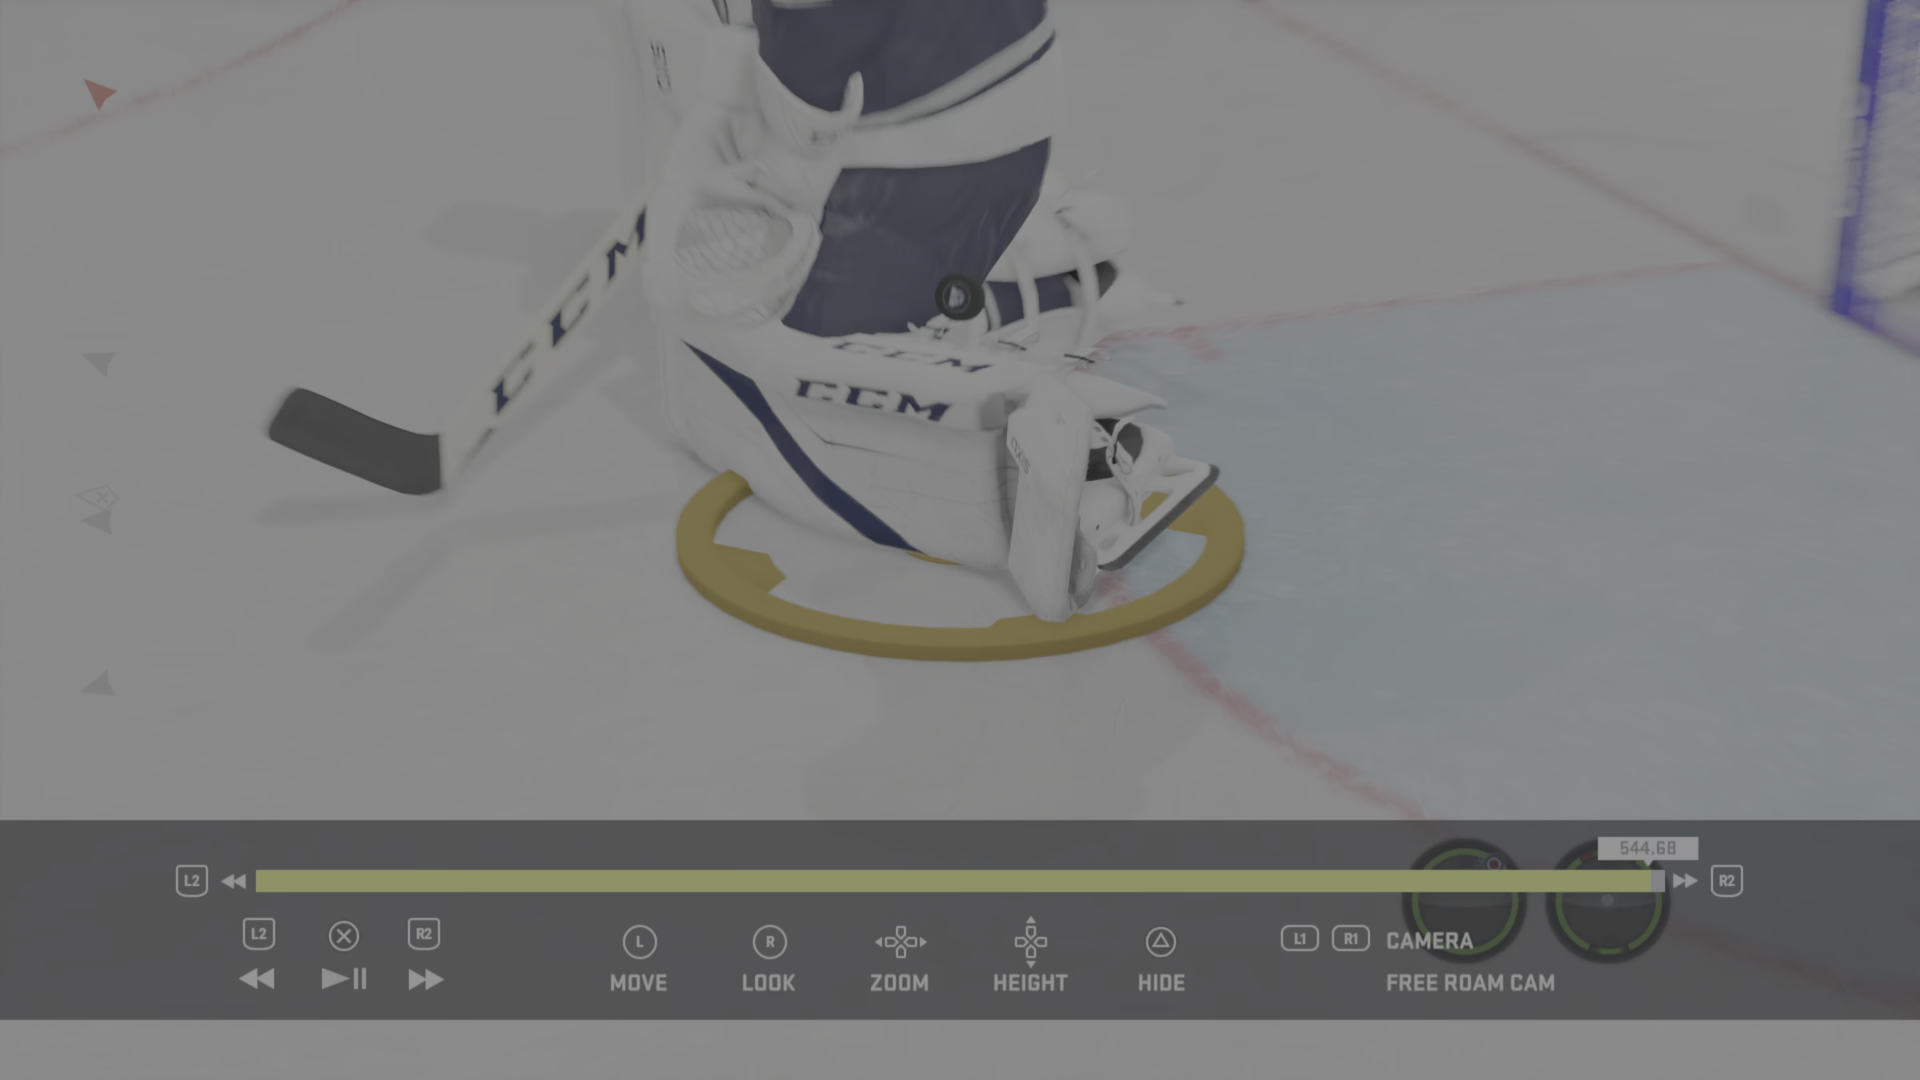 CCM
CCM
CCM
544.68
L2
R2
L2
R2
L
R
L1
R1
CAMERA
MOVE
LOOK
ZOOM
HEIGHT
HIDE
FREE ROAM CAM